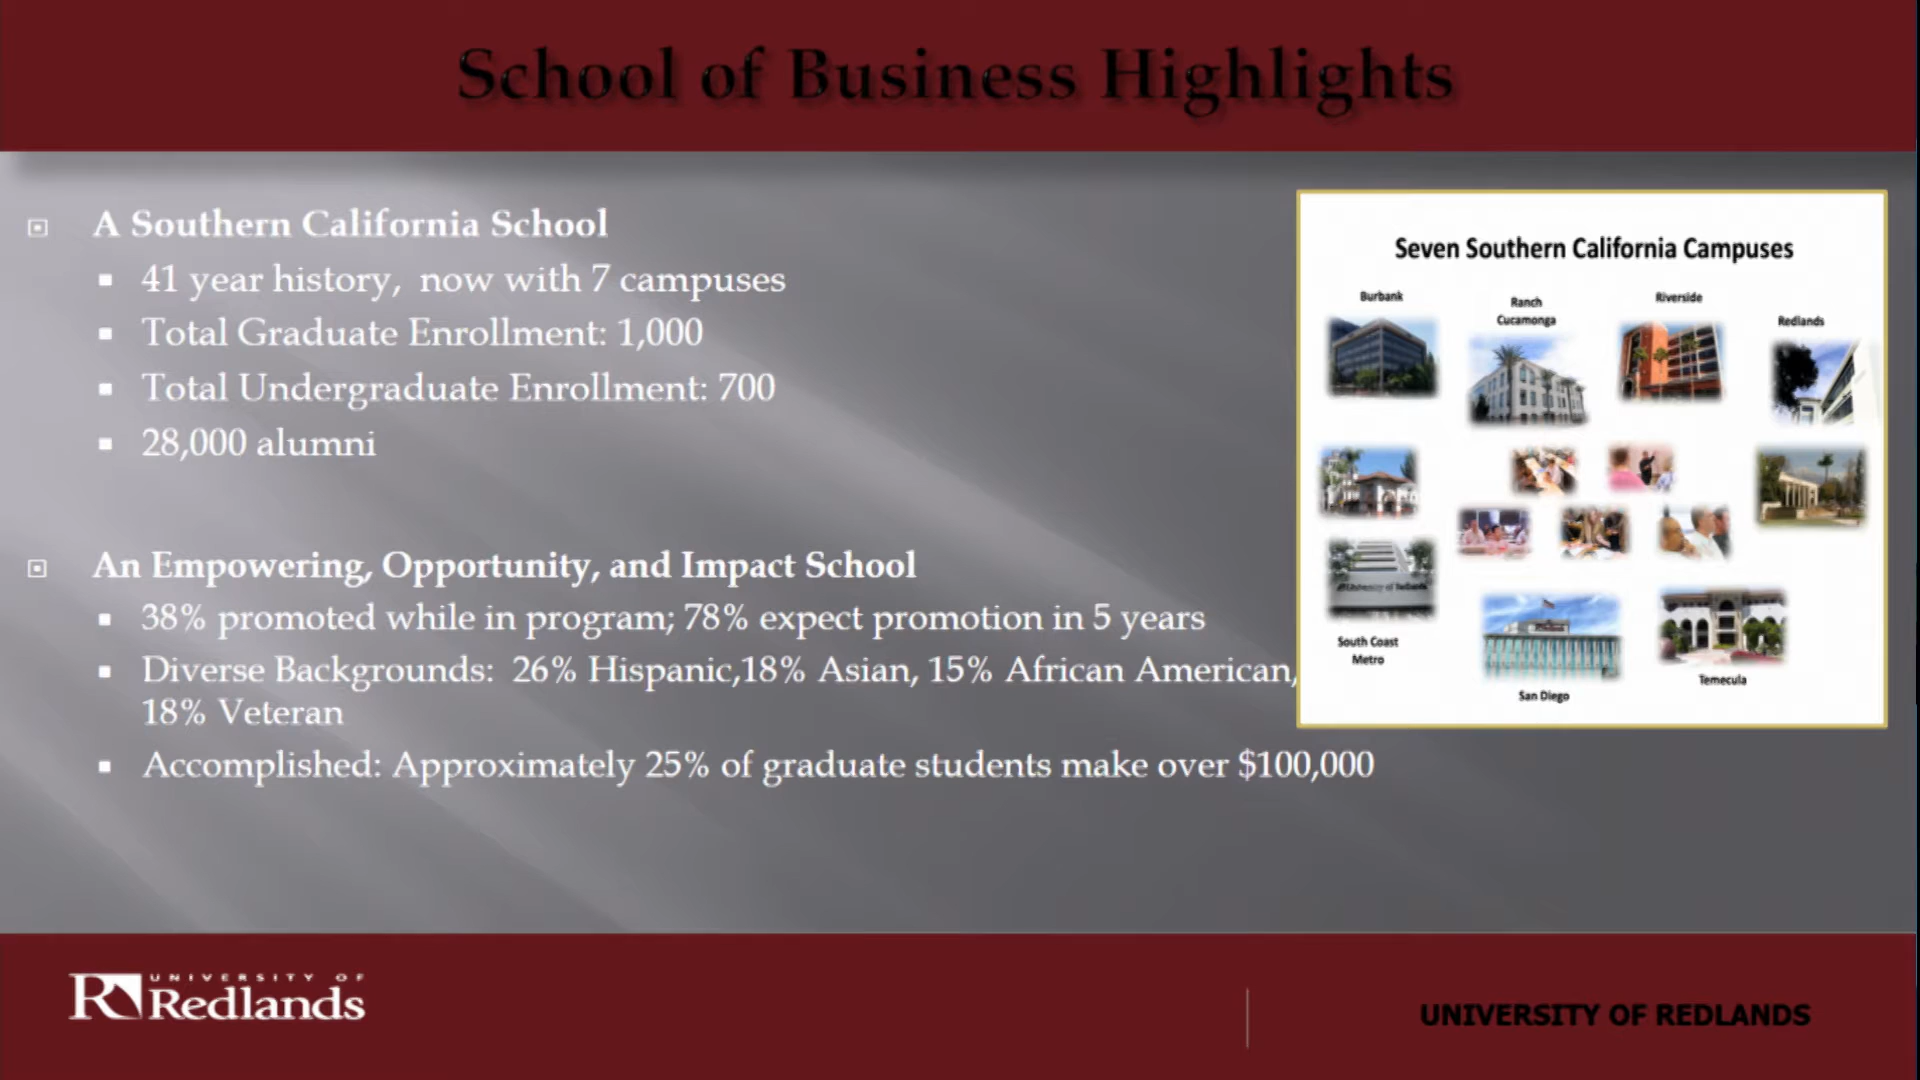 School of Business Highlights
A Southern California School
41 year history, now with 7 campuses
Total Graduate Enrollment: 1,000
Total Undergraduate Enrollment: 700
28,000 alumni
An Empowering, Opportunity, and Impact School
38% promoted while in program; 78% expect promotion in 5 years
Diverse Backgrounds: 26% Hispanic,18% Asian, 15% African American,
18% Veteran
Accomplished: Approximately 25% of graduate students make over $100,000
Seven Southern California Campuses
Burbank
Ranch
Cucamonga
Riverside
Redlands
South Coast
Metro
San Diego
Temecula
UNIVERSITY OF
Redlands
UNIVERSITY OF REDLANDS